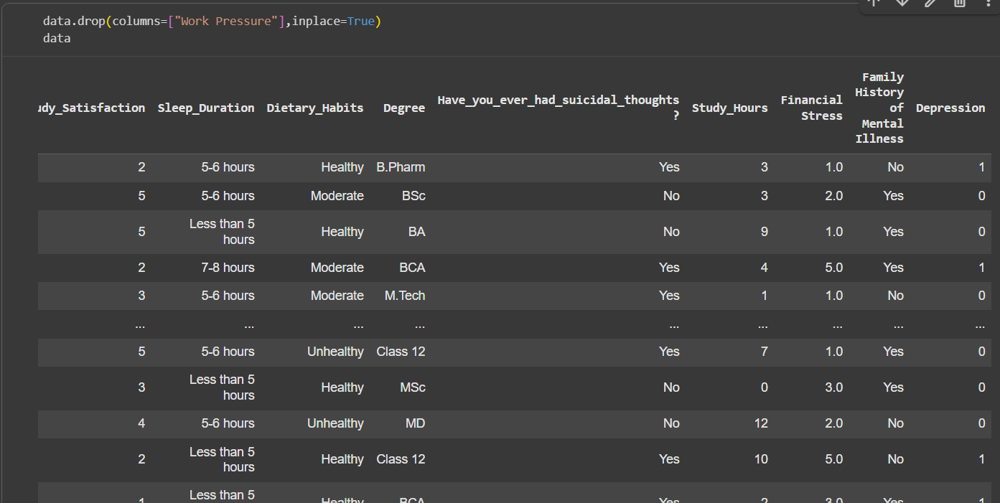 data.drop(columns=["Work Pressure"],inplace=True)
data
udy_Satisfaction Sleep_Duration Dietary_Habits Degree Have_you_ever_had_suicidal_thoughts ? Study_Hours Financial Stress Family History of Mental Illness Depression
2 5-6 hours Healthy B.Pharm Yes 3 1.0 No 1
5 5-6 hours Moderate BSc No 3 2.0 Yes 0
5 Less than 5 hours Healthy BA No 9 1.0 Yes 0
2 7-8 hours Moderate BCA Yes 4 5.0 Yes 1
3 5-6 hours Moderate M.Tech Yes 1 1.0 No 0
... ... ... ... ... ... ... ... ...
5 5-6 hours Unhealthy Class 12 Yes 7 1.0 Yes 0
3 Less than 5 hours Healthy MSc No 0 3.0 Yes 0
4 5-6 hours Unhealthy MD No 12 2.0 No 0
2 Less than 5 hours Healthy Class 12 Yes 10 5.0 No 1
1 Less than 5 Healthy BCA Yes 2 3.0 Yes 1